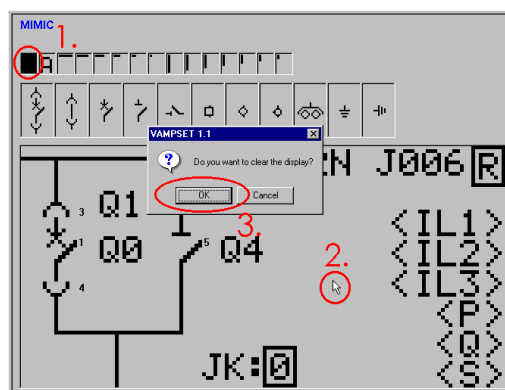 MIMIC 1.
A
VAMPSET 1.1
Do you want to clear the display?
OK Cancel
3.
J006 R
3 Q1
1 Q0
5 Q4
4
2.
<IL1>
<IL2>
<IL3>
<P>
<Q>
<S>
JK:0